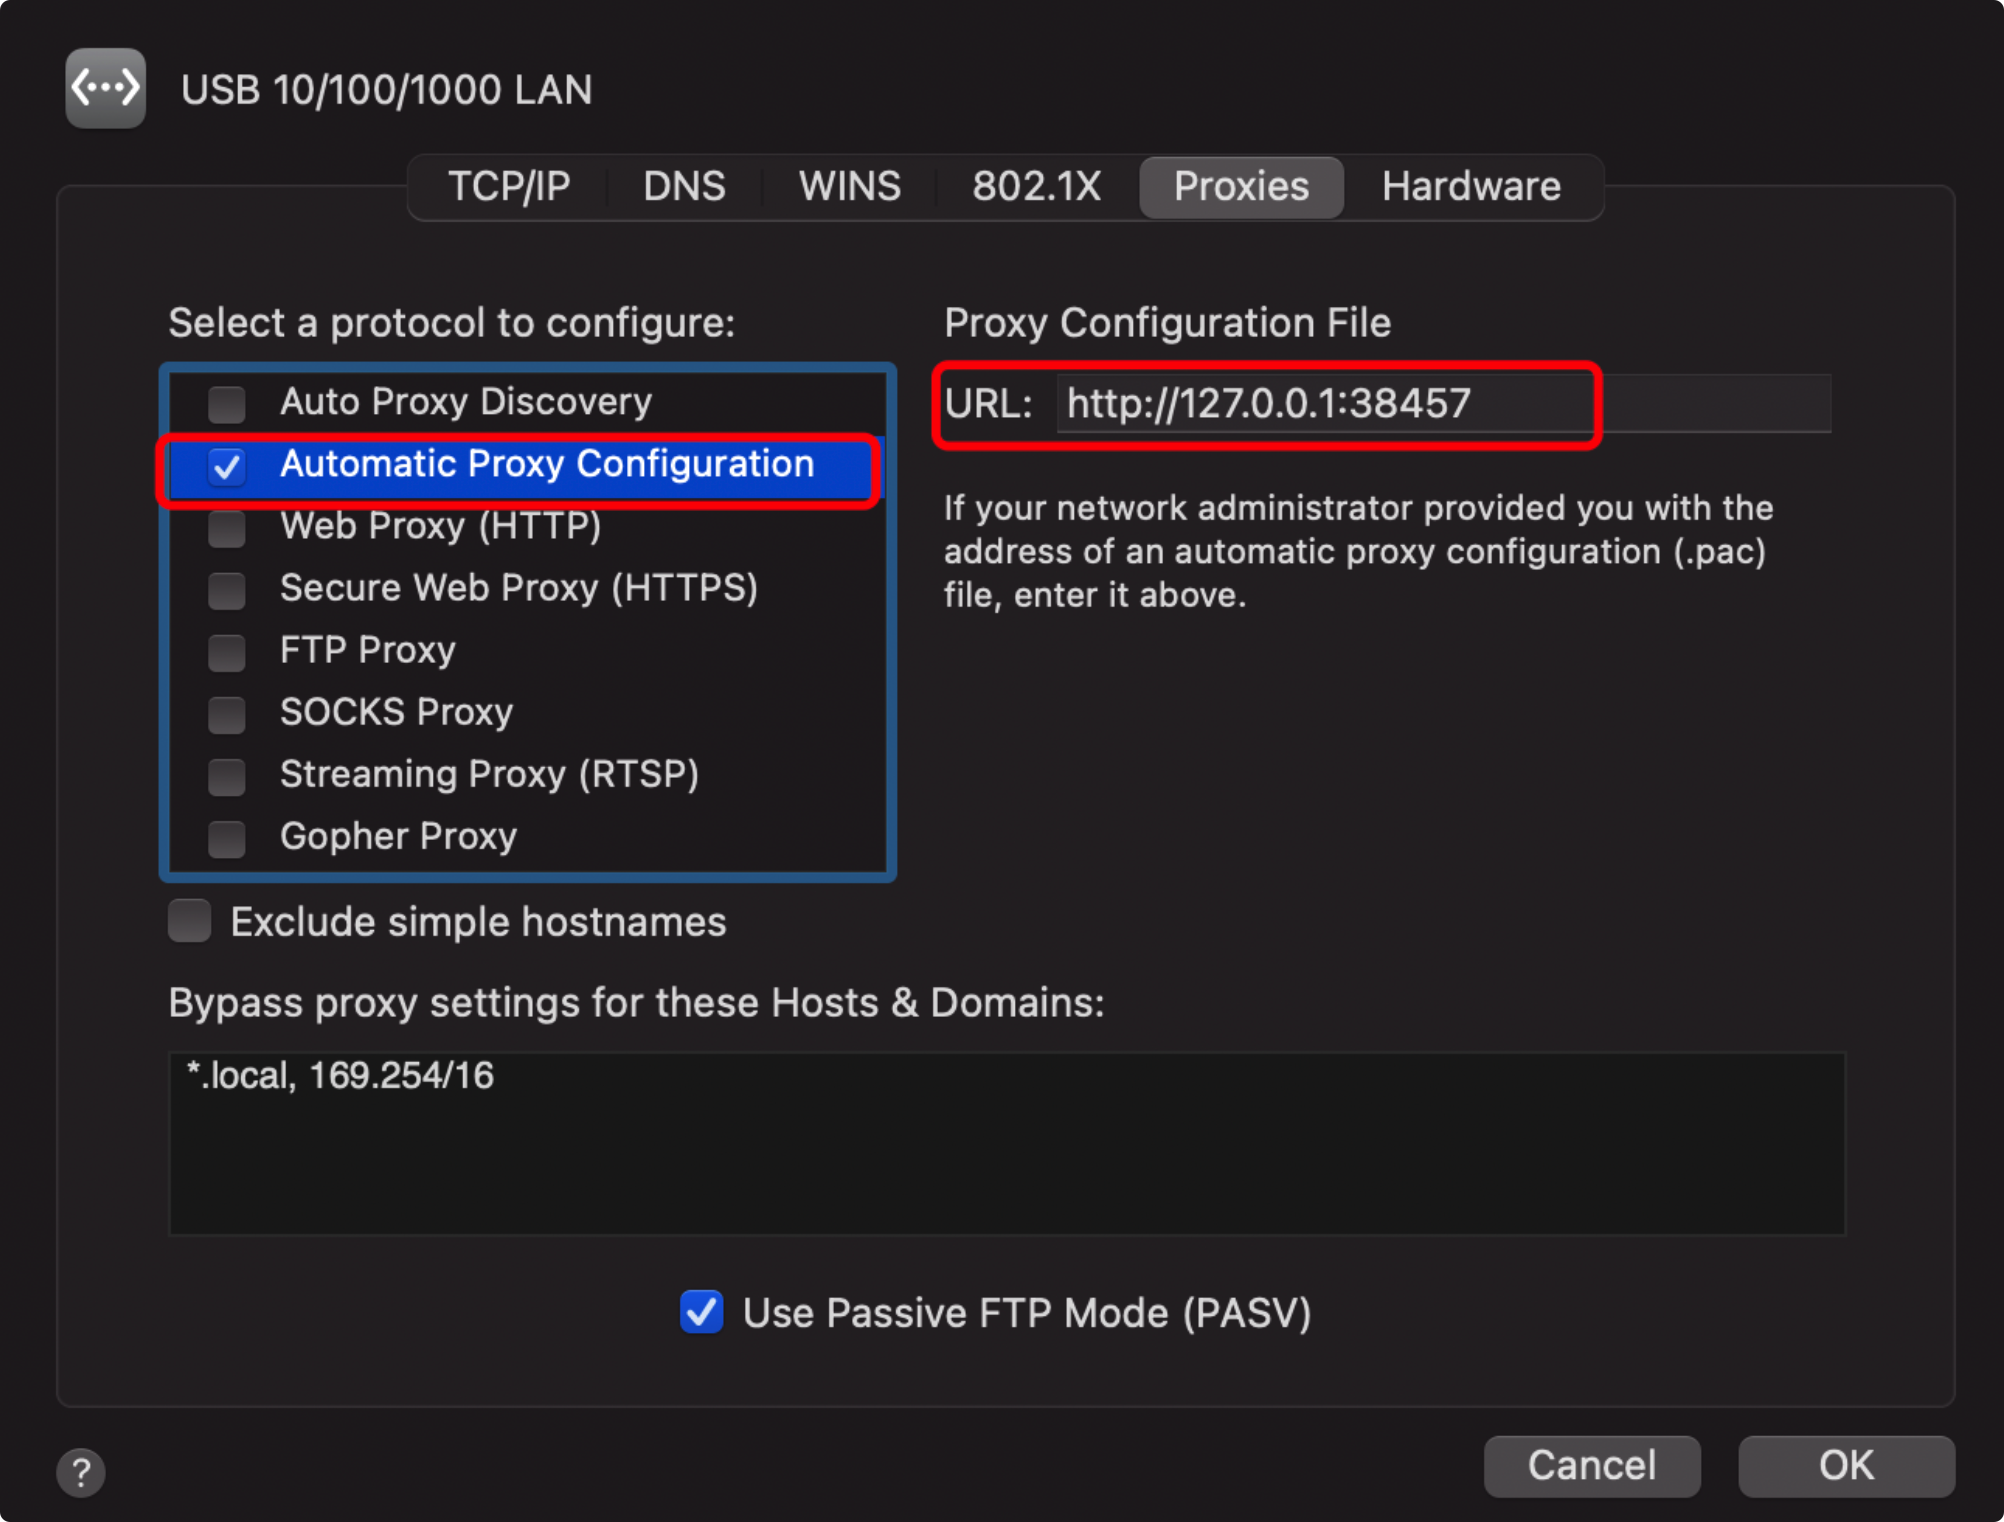 USB 10/100/1000 LAN
TCP/IP DNS WINS 802.1X Proxies Hardware
Select a protocol to configure:
Auto Proxy Discovery
Automatic Proxy Configuration
Web Proxy (HTTP)
Secure Web Proxy (HTTPS)
FTP Proxy
SOCKS Proxy
Streaming Proxy (RTSP)
Gopher Proxy
Proxy Configuration File
URL: http://127.0.0.1:38457
If your network administrator provided you with the
address of an automatic proxy configuration (.pac)
file, enter it above.
Exclude simple hostnames
Bypass proxy settings for these Hosts & Domains:
*.local, 169.254/16
Use Passive FTP Mode (PASV)
?
Cancel OK